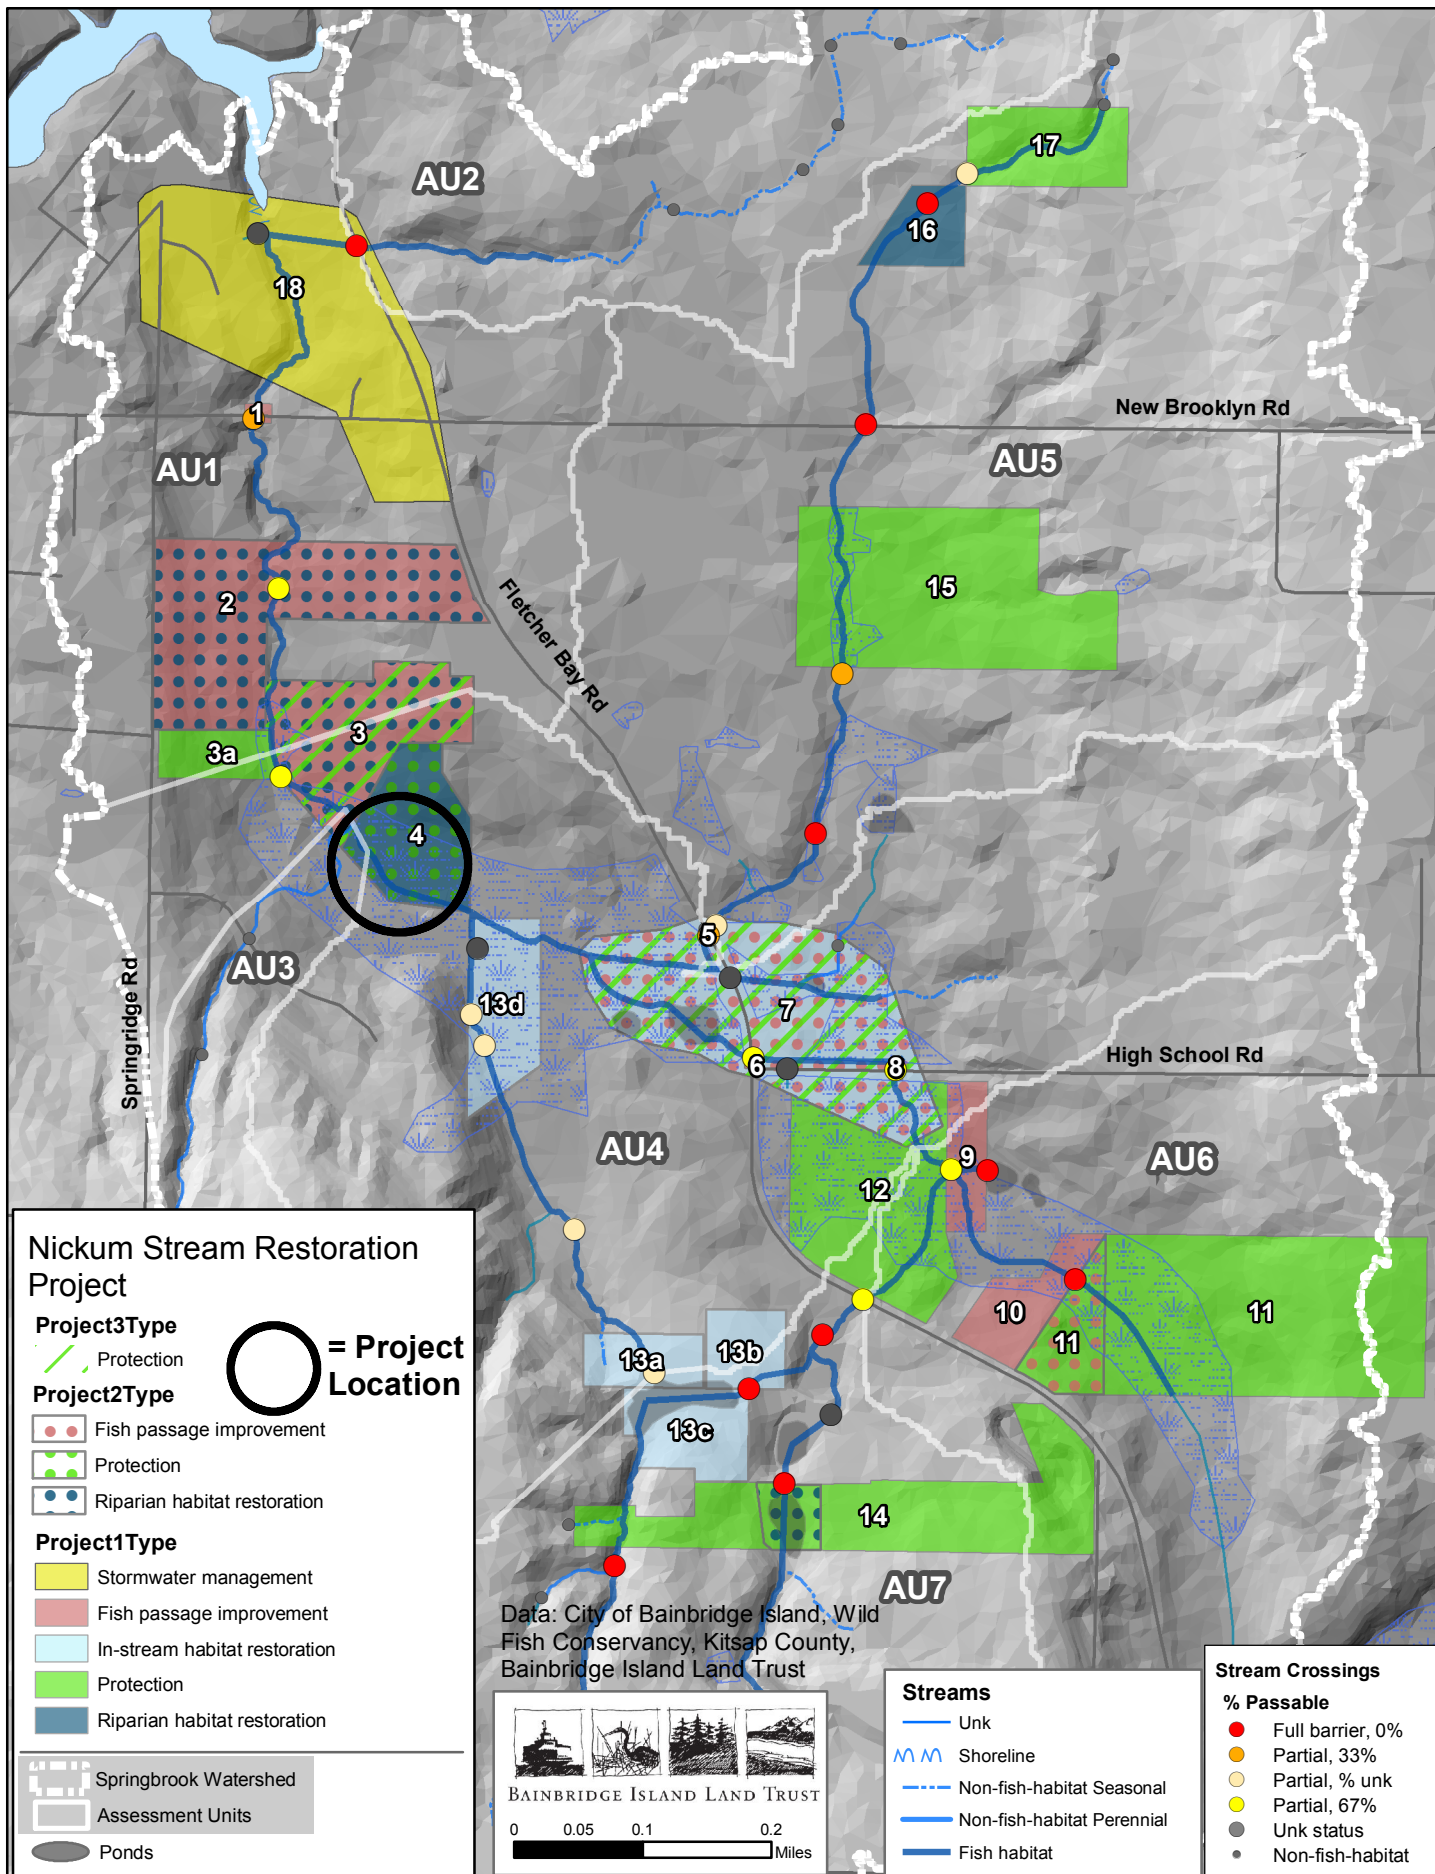 AU2
17
16
18
1
New Brooklyn Rd
AU1
AU5
2
15
Fletcher Bay Rd
3
3a
4
5
AU3
13d
7
Springridge Rd
6
8
High School Rd
AU4
9
AU6
12
10
11
11
13a
13b
13c
14
AU7
Nickum Stream Restoration
Project
Project3Type
Protection
= Project
Location
Project2Type
Fish passage improvement
Protection
Riparian habitat restoration
Project1Type
Stormwater management
Fish passage improvement
In-stream habitat restoration
Protection
Riparian habitat restoration
Springbrook Watershed
Assessment Units
Ponds
Data: City of Bainbridge Island, Wild
Fish Conservancy, Kitsap County,
Bainbridge Island Land Trust
BAINBRIDGE ISLAND LAND TRUST
0 0.05 0.1 0.2
Miles
Streams
Unk
Shoreline
Non-fish-habitat Seasonal
Non-fish-habitat Perennial
Fish habitat
Stream Crossings
% Passable
Full barrier, 0%
Partial, 33%
Partial, % unk
Partial, 67%
Unk status
Non-fish-habitat